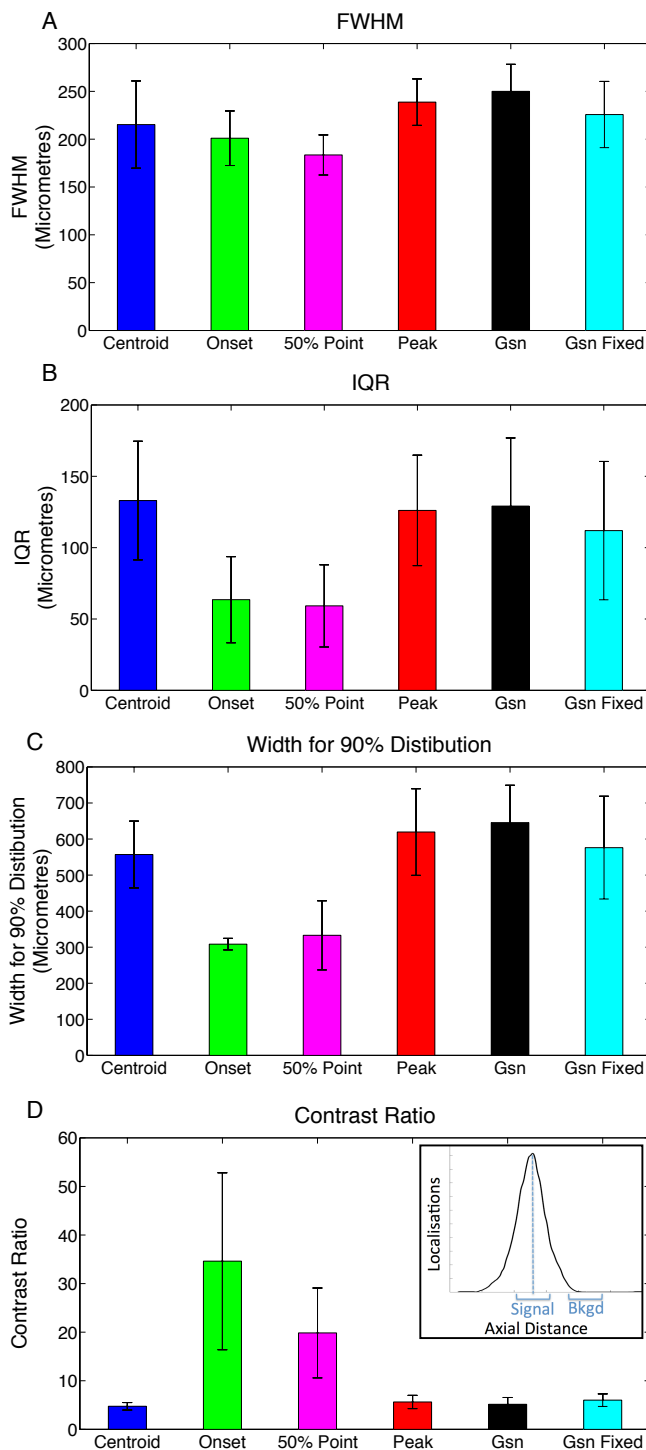 A
FWHM
300
250
200
150
100
50
0
FWHM
(Micrometres)
Centroid Onset 50% Point Peak Gsn Gsn Fixed
B
IQR
200
150
100
50
0
IQR
(Micrometres)
Centroid Onset 50% Point Peak Gsn Gsn Fixed
C
Width for 90% Distibution
800
700
600
500
400
300
200
100
0
Width for 90% Distibution
(Micrometres)
Centroid Onset 50% Point Peak Gsn Gsn Fixed
D
Contrast Ratio
60
50
40
30
20
10
0
Contrast Ratio
Localisations
Signal Bkgd
Axial Distance
Centroid Onset 50% Point Peak Gsn Gsn Fixed